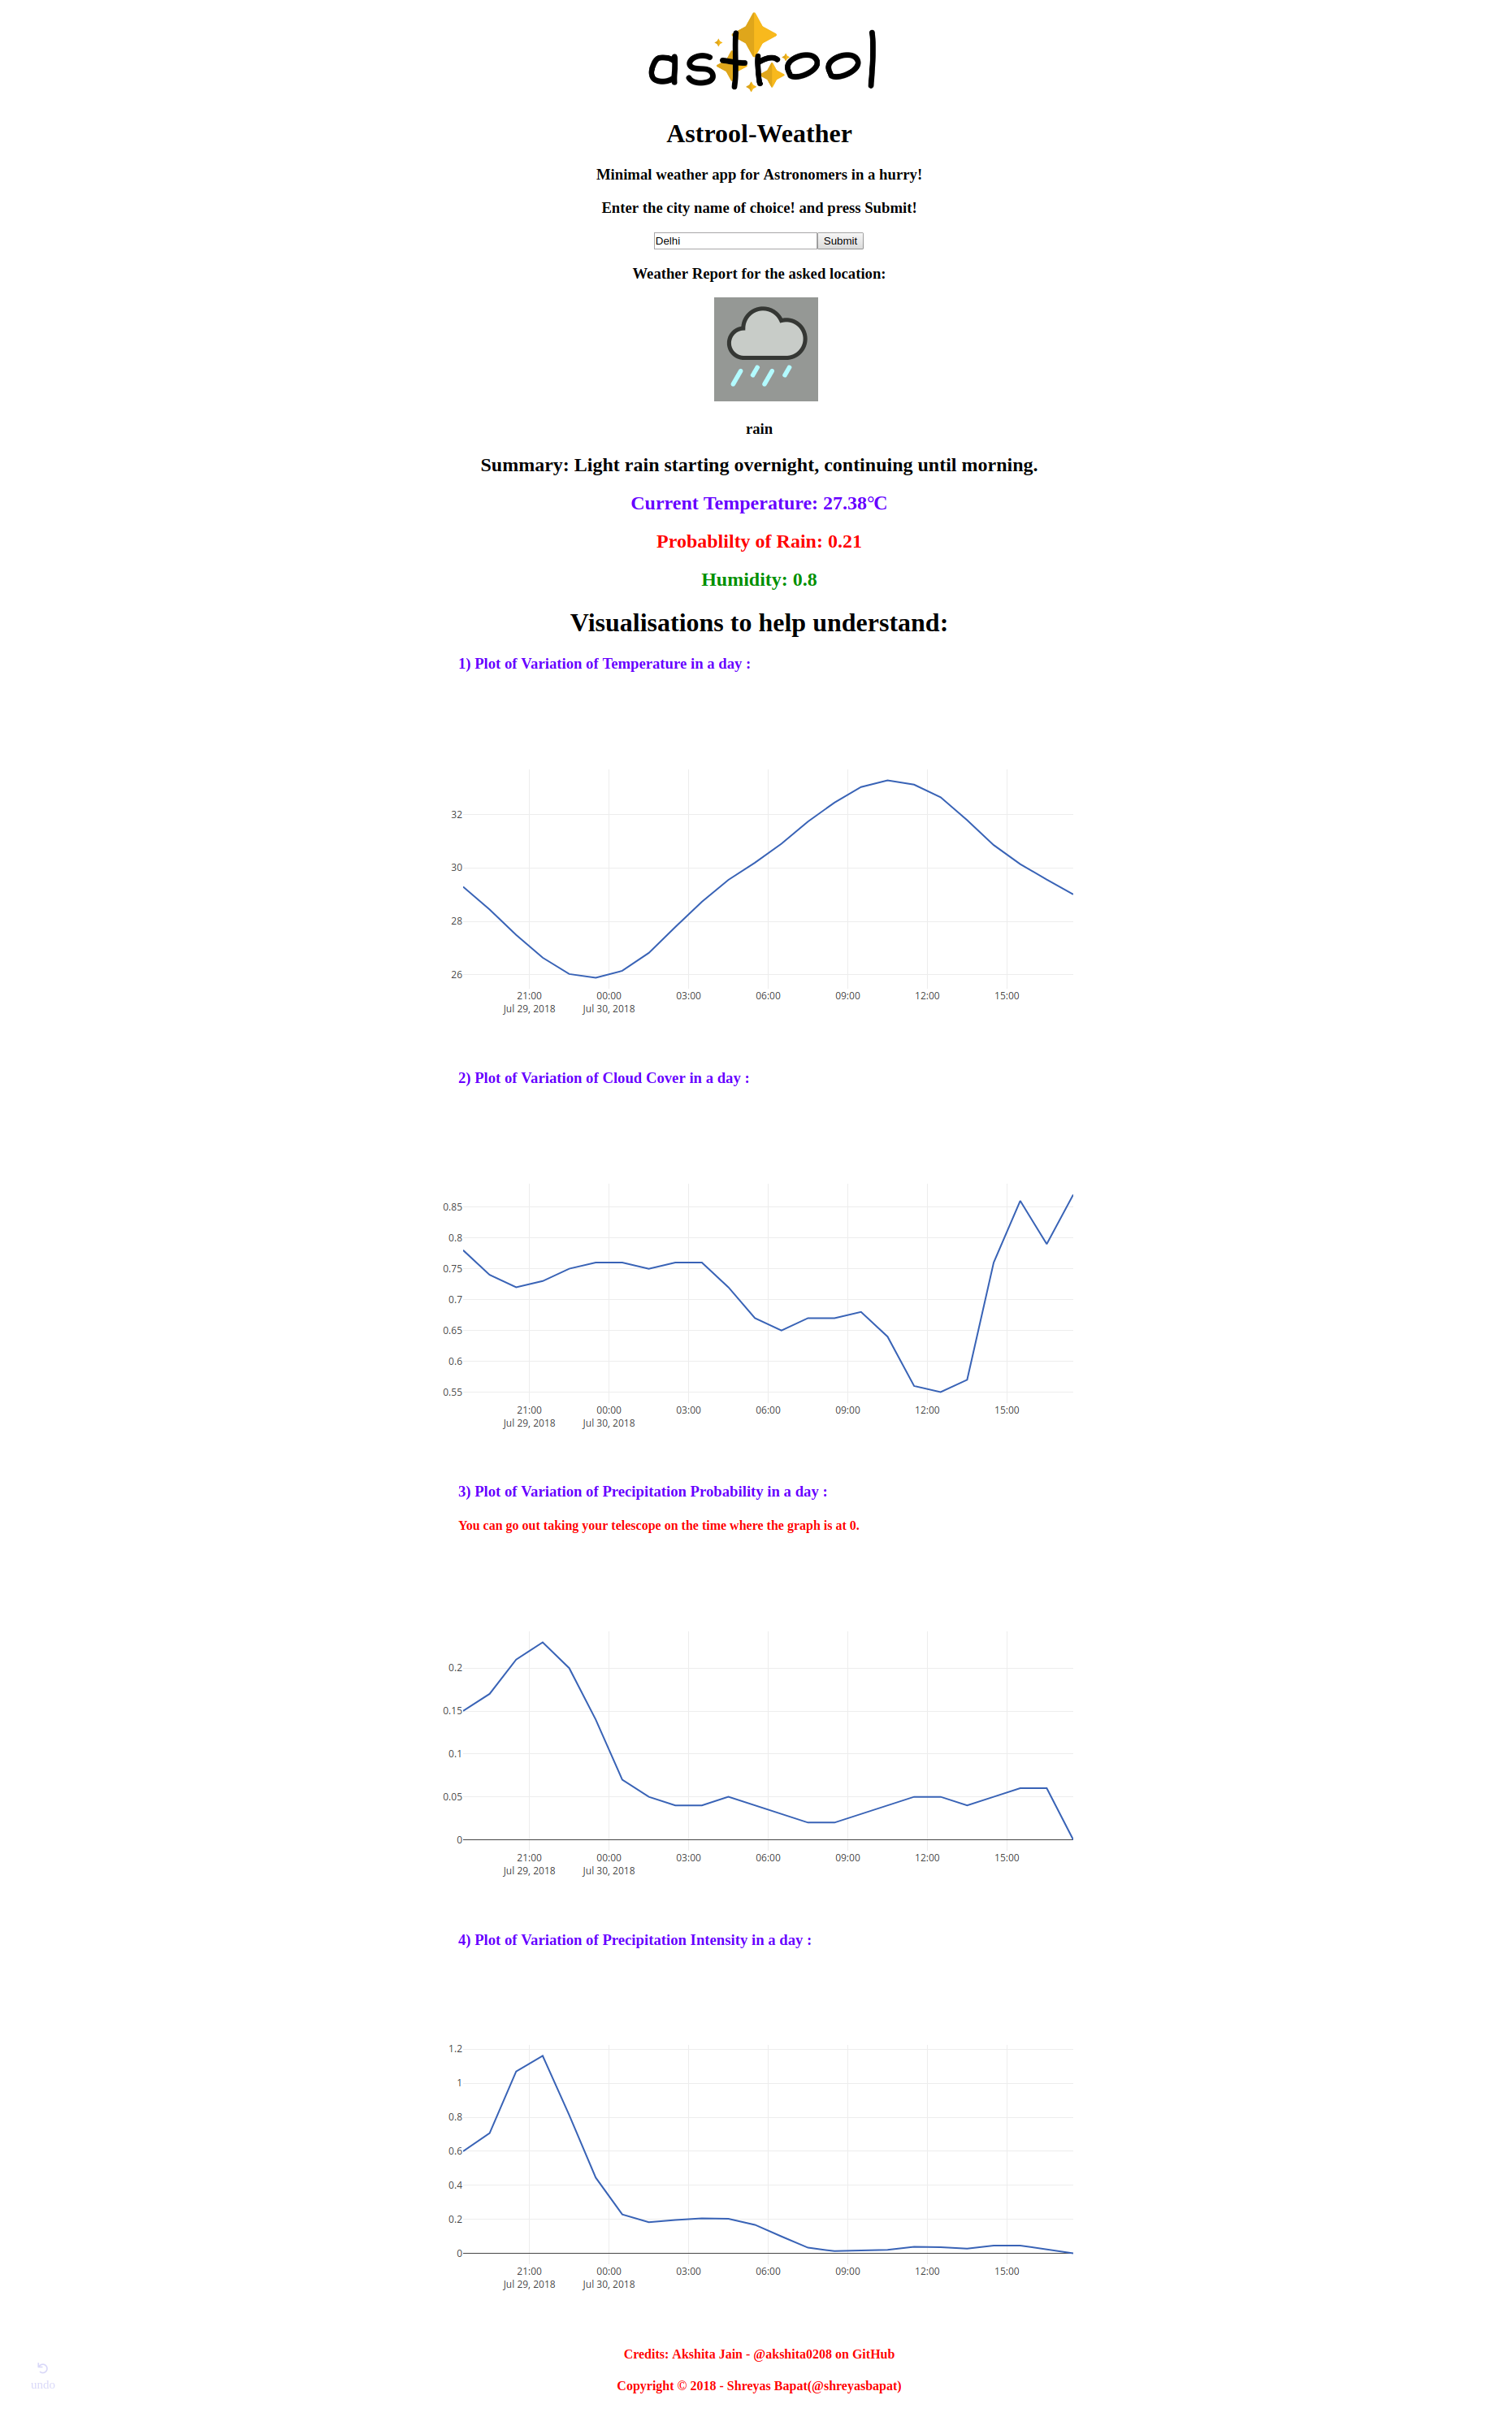 astrool
Astrool-Weather
Minimal weather app for Astronomers in a hurry!
Enter the city name of choice! and press Submit!
Delhi Submit
Weather Report for the asked location:
rain
Summary: Light rain starting overnight, continuing until morning.
Current Temperature: 27.38℃
Probablilty of Rain: 0.21
Humidity: 0.8
Visualisations to help understand:
1) Plot of Variation of Temperature in a day :
32
30
28
26
21:00 00:00 03:00 06:00 09:00 12:00 15:00
Jul 29, 2018 Jul 30, 2018
2) Plot of Variation of Cloud Cover in a day :
0.85
0.8
0.75
0.7
0.65
0.6
0.55
21:00 00:00 03:00 06:00 09:00 12:00 15:00
Jul 29, 2018 Jul 30, 2018
3) Plot of Variation of Precipitation Probability in a day :
You can go out taking your telescope on the time where the graph is at 0.
0.2
0.15
0.1
0.05
0
21:00 00:00 03:00 06:00 09:00 12:00 15:00
Jul 29, 2018 Jul 30, 2018
4) Plot of Variation of Precipitation Intensity in a day :
1.2
1
0.8
0.6
0.4
0.2
0
21:00 00:00 03:00 06:00 09:00 12:00 15:00
Jul 29, 2018 Jul 30, 2018
Credits: Akshita Jain - @akshita0208 on GitHub
undo
Copyright © 2018 - Shreyas Bapat(@shreyasbapat)